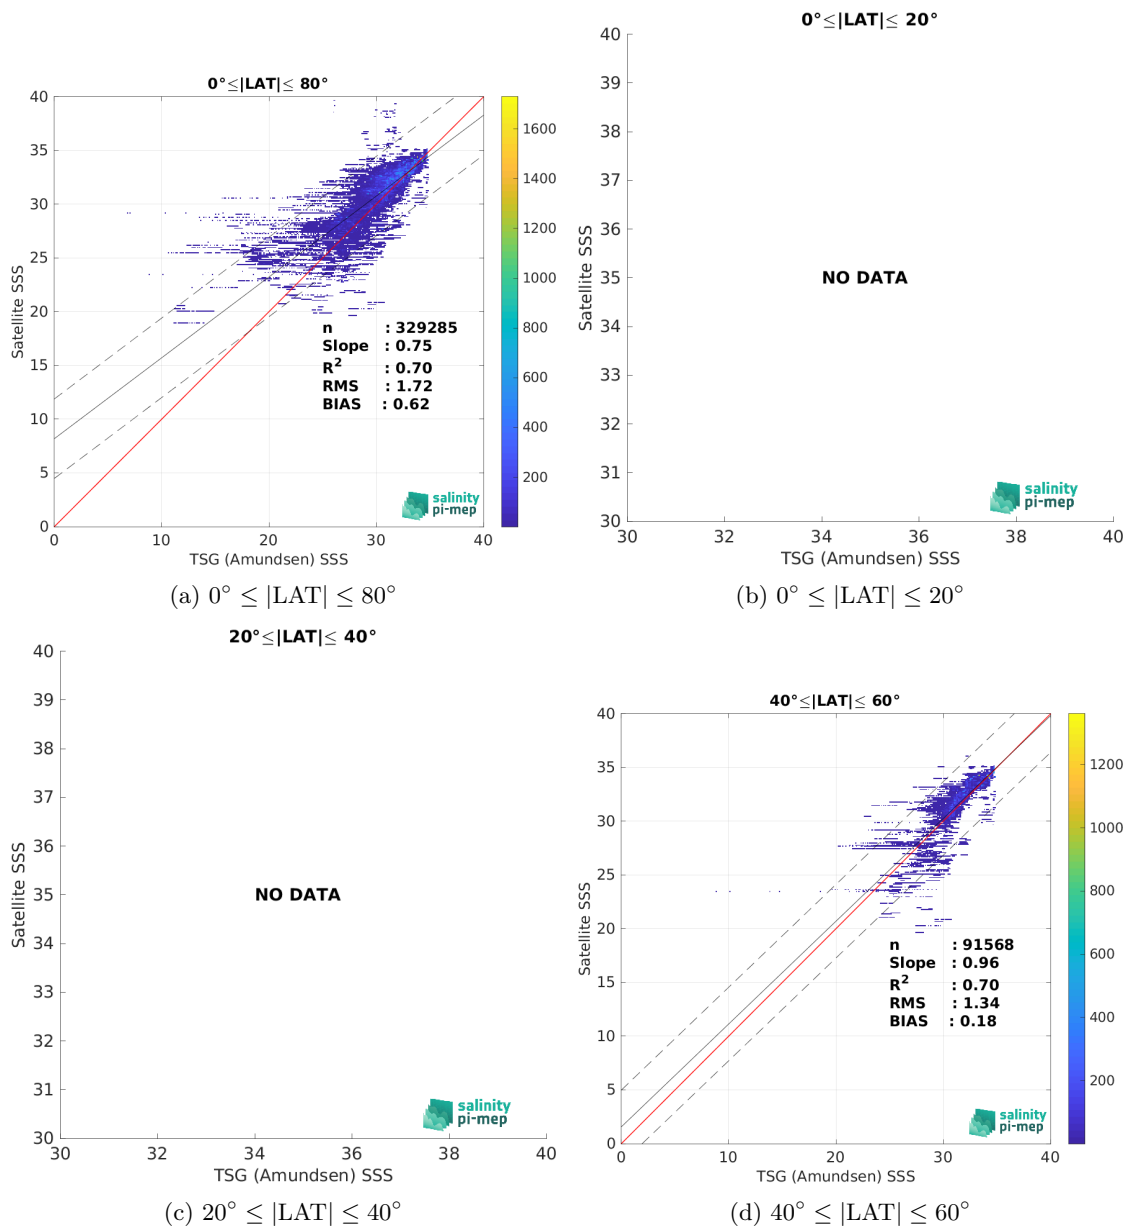 0°≤|LAT|≤ 80°
40
35
30
25
20
15
10
5
0
Satellite SSS
n : 329285
Slope : 0.75
R² : 0.70
RMS : 1.72
BIAS : 0.62
salinity
pi-mep
0 10 20 30 40
TSG (Amundsen) SSS
1600
1400
1200
1000
800
600
400
200
(a) 0° ≤ |LAT| ≤ 80°
0°≤|LAT|≤ 20°
40
39
38
37
36
35
34
33
32
31
30
Satellite SSS
NO DATA
salinity
pi-mep
30 32 34 36 38 40
TSG (Amundsen) SSS
(b) 0° ≤ |LAT| ≤ 20°
20°≤|LAT|≤ 40°
40
39
38
37
36
35
34
33
32
31
30
Satellite SSS
NO DATA
salinity
pi-mep
30 32 34 36 38 40
TSG (Amundsen) SSS
(c) 20° ≤ |LAT| ≤ 40°
40°≤|LAT|≤ 60°
40
35
30
25
20
15
10
5
0
Satellite SSS
n : 91568
Slope : 0.96
R² : 0.70
RMS : 1.34
BIAS : 0.18
salinity
pi-mep
0 10 20 30 40
TSG (Amundsen) SSS
1200
1000
800
600
400
200
(d) 40° ≤ |LAT| ≤ 60°